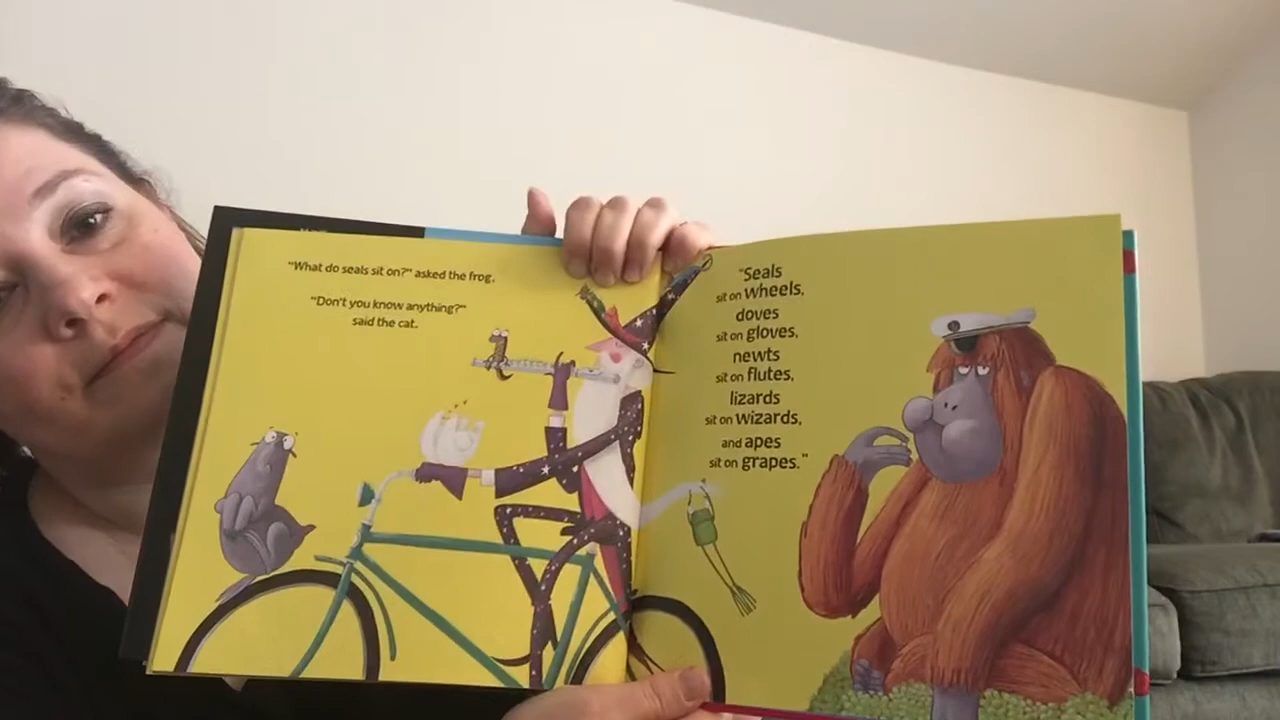 "What do seals sit on?" asked the frog.
"Don't you know anything?"
said the cat.
"Seals
sit on wheels,
doves
sit on gloves,
newts
sit on flutes,
lizards
sit on wizards,
and apes
sit on grapes."